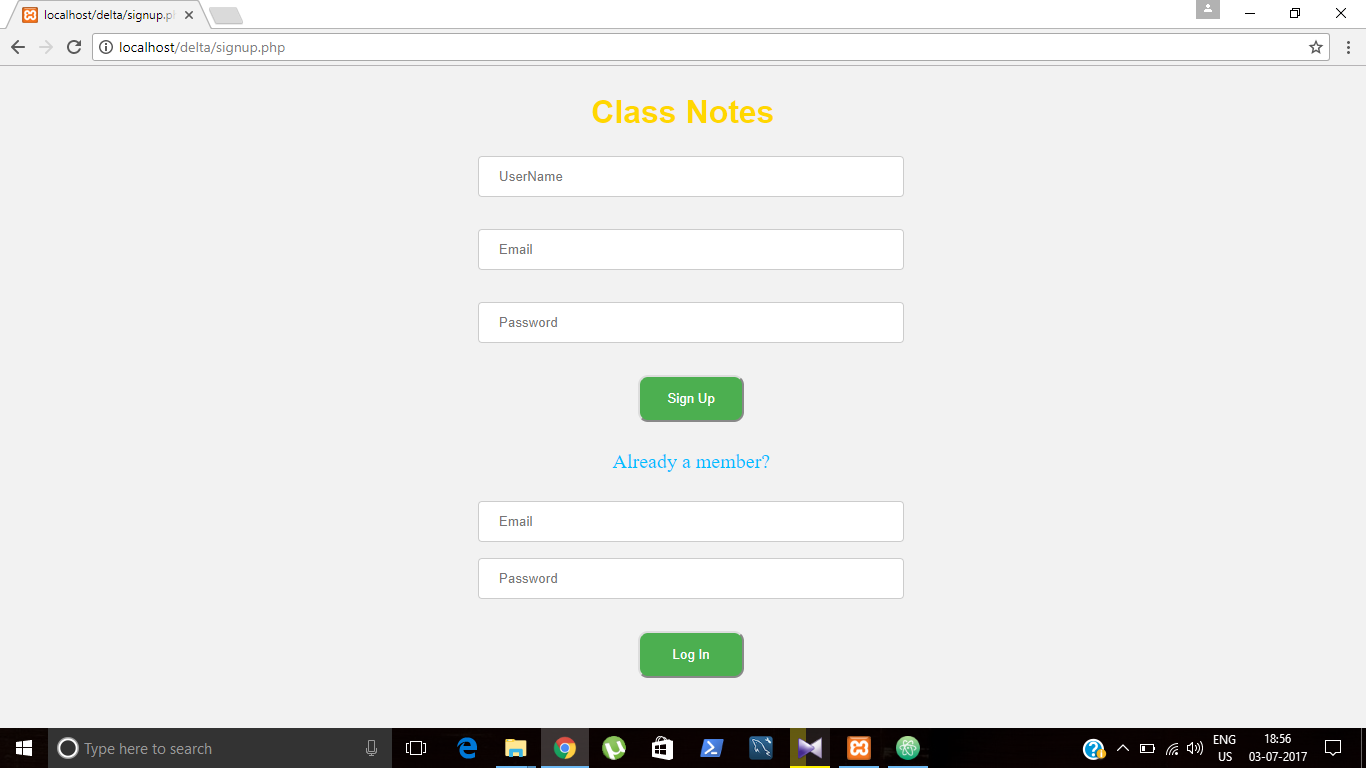 localhost/delta/signup.p
localhost/delta/signup.php
Class Notes
UserName
Email
Password
Sign Up
Already a member?
Email
Password
Log In
Type here to search
ENG
US
18:56
03-07-2017